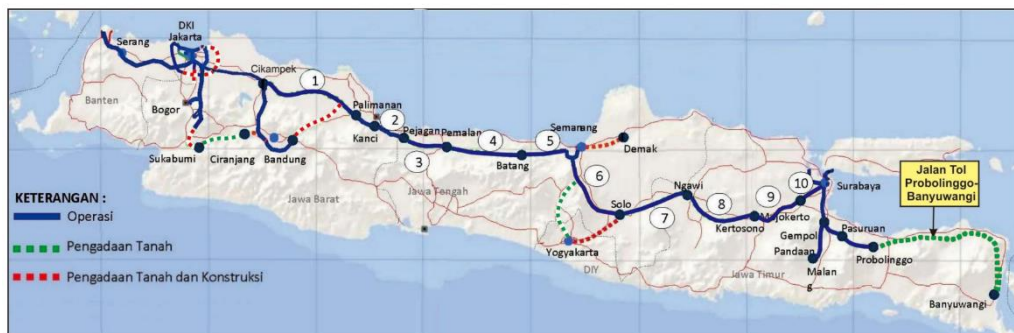 DKI
Jakarta
Serang
Cikampek
1
Banten
Bogor
Palimanan
2
Kanci
Pejagan
Pemalan
4
5
Semarang
Demak
Sukabumi
Ciranjang
Bandung
3
Batang
6
Jawa Barat
Jawa Tengah
Solo
Ngawi
7
8
9
10
Surabaya
Kertosono
Mojokerto
Gempol
Pasuruan
Pandaan
Probolinggo
Malan
g
Yogyakarta
DIY
Jawa Timur
Banyuwangi
Jalan Tol
Probolinggo-
Banyuwangi
KETERANGAN :
Operasi
Pengadaan Tanah
Pengadaan Tanah dan Konstruksi